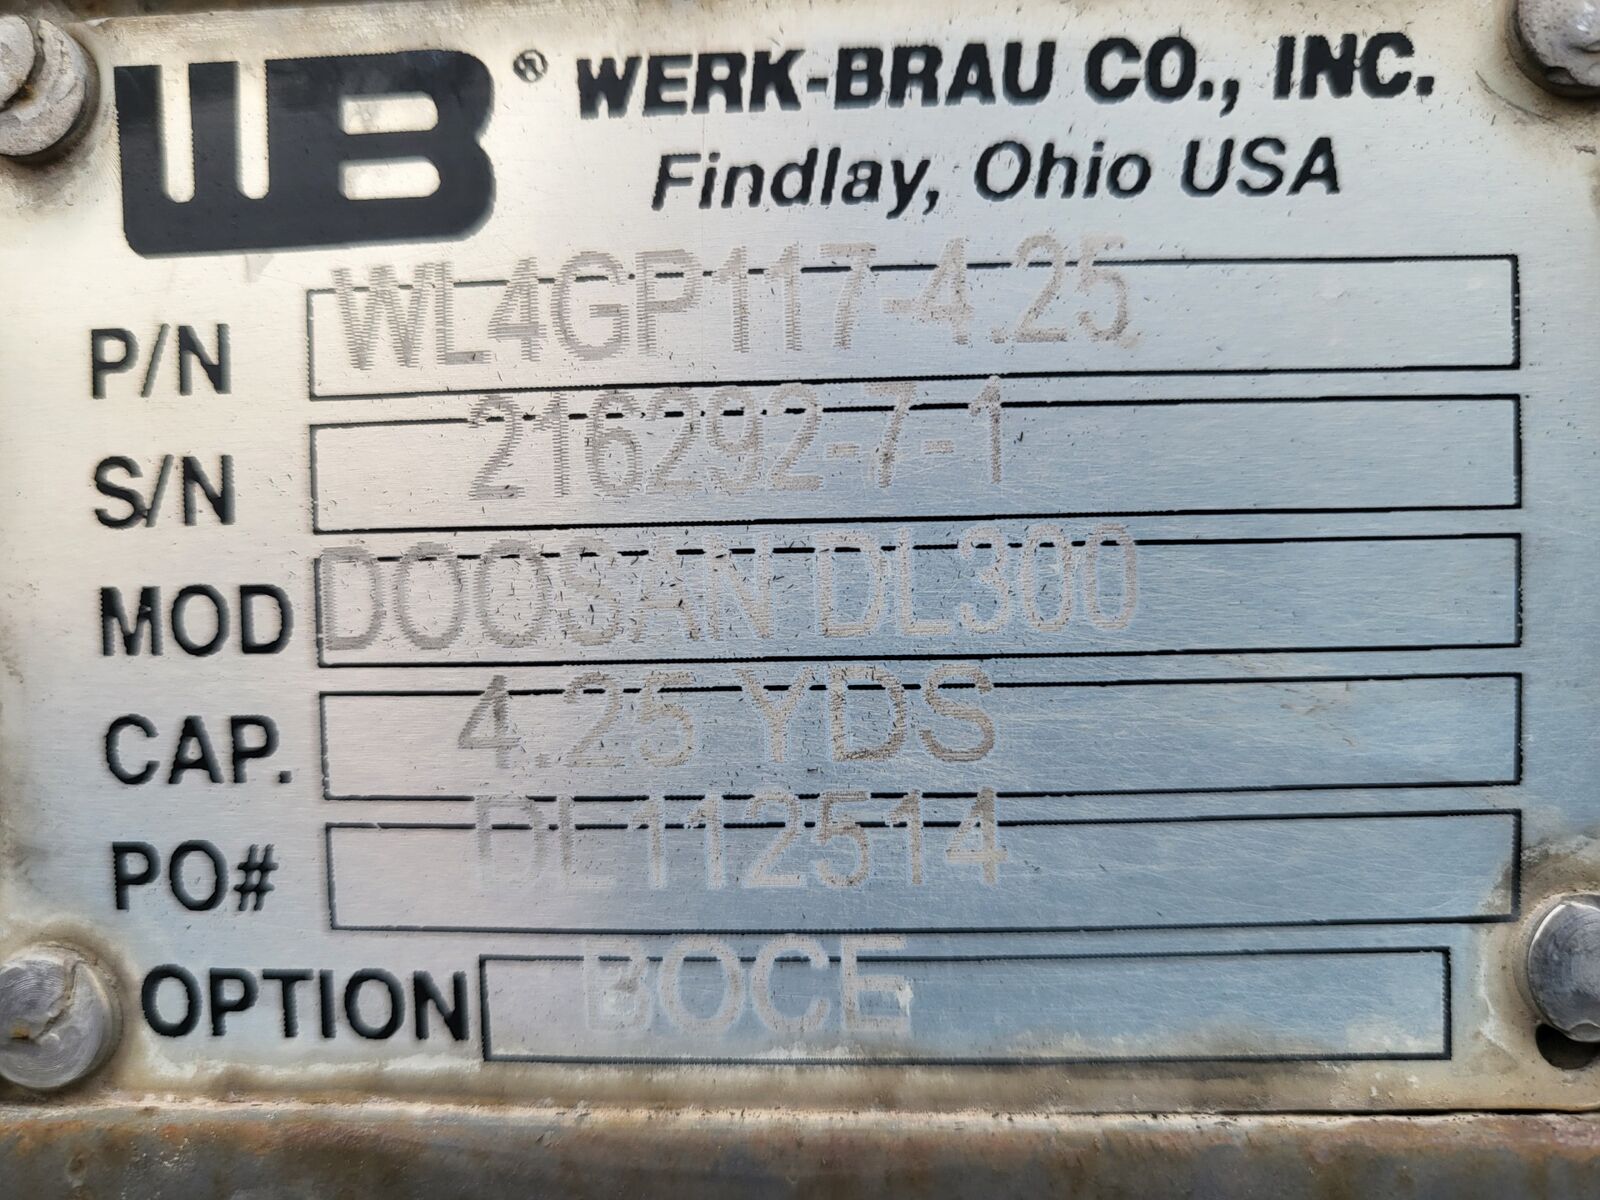 WB® WERK-BRAU CO., INC.
Findlay, Ohio USA
P/N WL4GP117-4.25
S/N 216292-7-1
MOD DOOSAN DL300
CAP. 4.25 YDS
PO# DL112514
OPTION BOCE